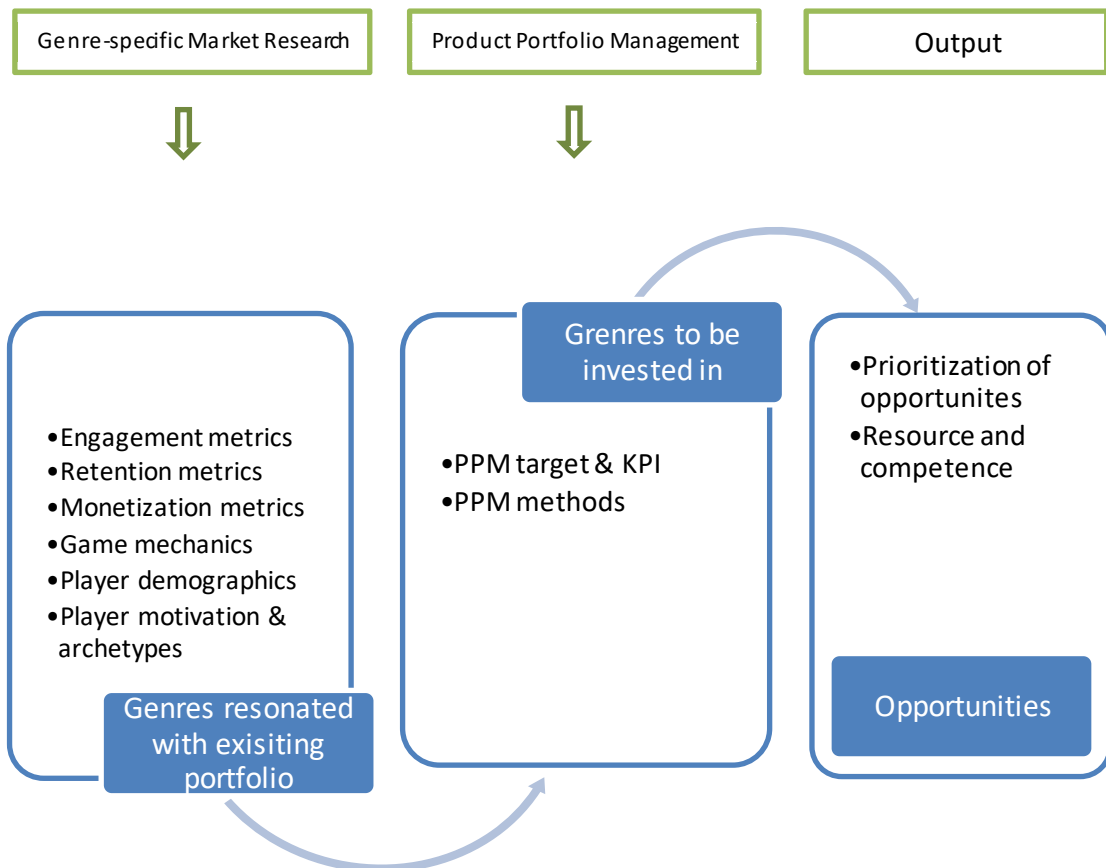 Genre-specific Market Research
Product Portfolio Management
Output
•Engagement metrics
•Retention metrics
•Monetization metrics
•Game mechanics
•Player demographics
•Player motivation &
archetypes
Genres resonated
with exisiting
portfolio
Grenres to be
invested in
•PPM target & KPI
•PPM methods
•Prioritization of
opportunites
•Resource and
competence
Opportunities